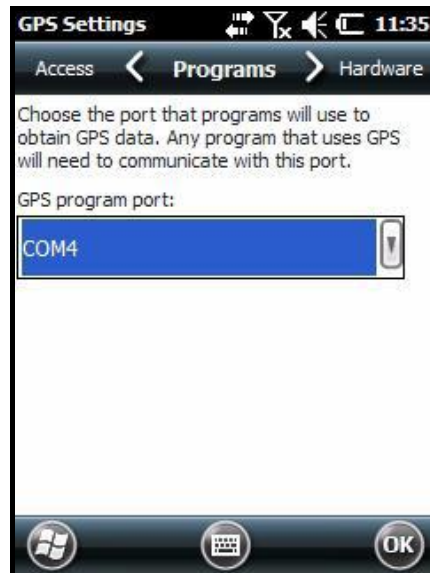 GPS Settings 11:35
Access Programs Hardware
Choose the port that programs will use to
obtain GPS data. Any program that uses GPS
will need to communicate with this port.
GPS program port:
COM4
OK